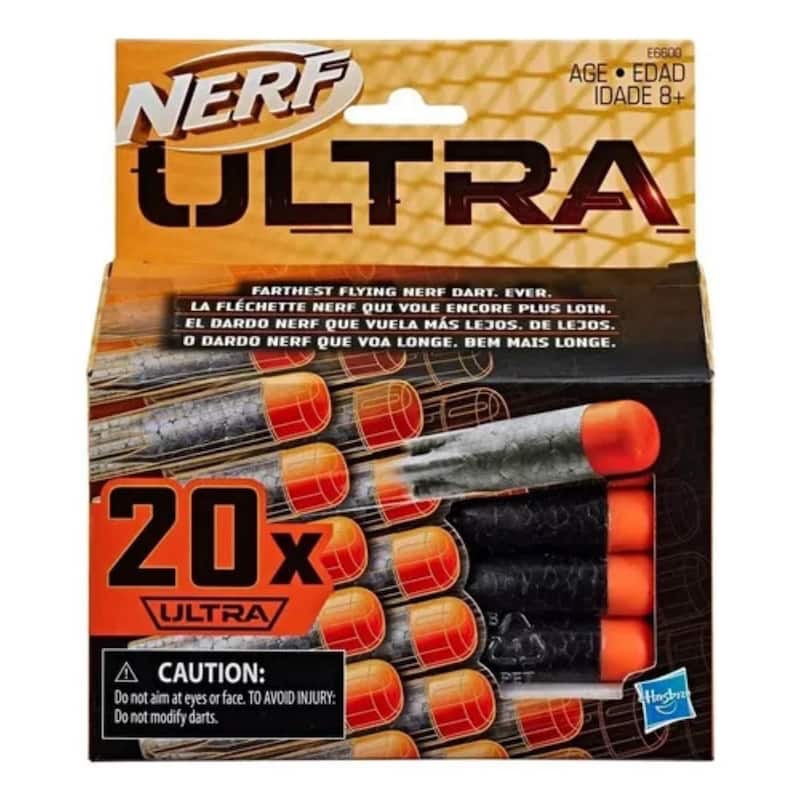 E6600
AGE • EDAD
IDADE 8+
NERF
ULTRA
FARTHEST FLYING NERF DART. EVER.
LA FLÉCHETTE NERF QUI VOLE ENCORE PLUS LOIN.
EL DARDO NERF QUE VUELA MÁS LEJOS. DE LEJOS.
O DARDO NERF QUE VOA LONGE. BEM MAIS LONGE.
20x
ULTRA
CAUTION:
Do not aim at eyes or face. TO AVOID INJURY:
Do not modify darts.
PET
Hasbro